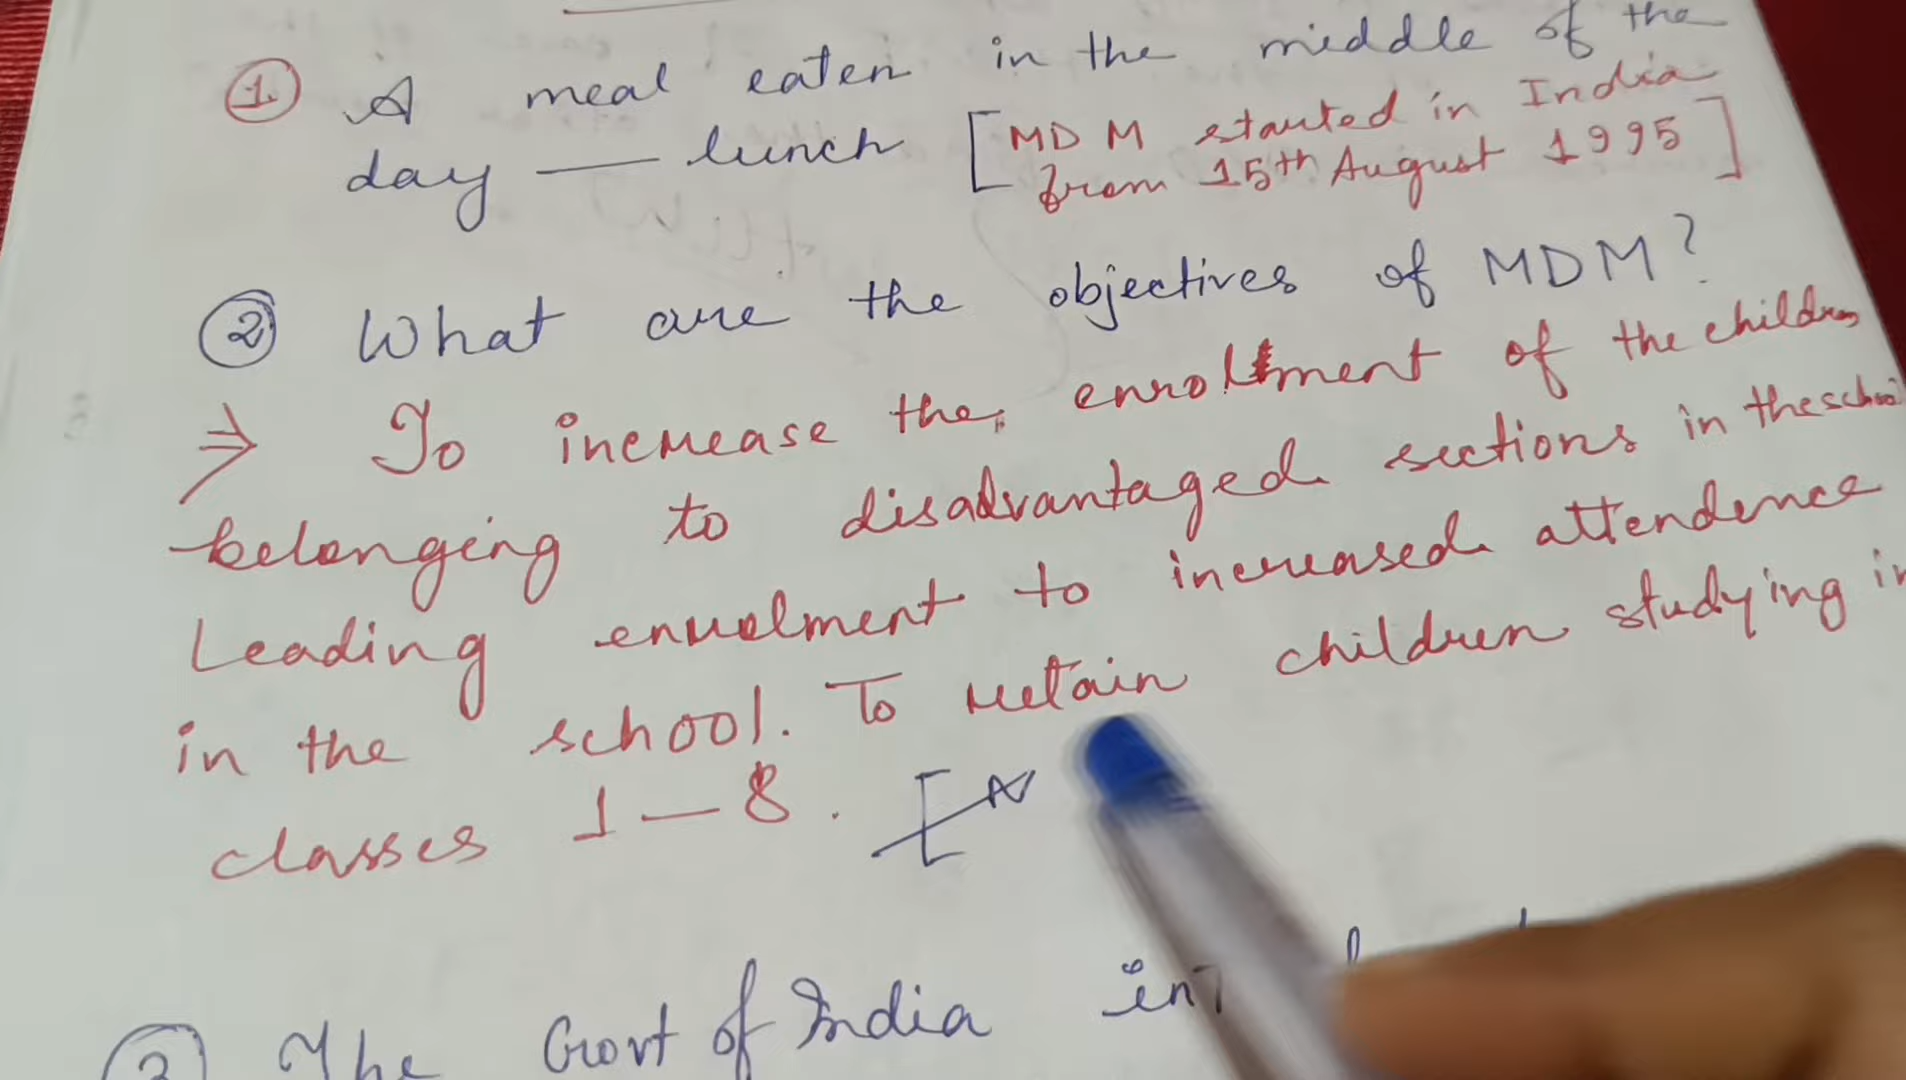 1. A meal eaten in the middle of the
day — lunch [MDM started in India
from 15th August 1995]
2 What are the objectives of MDM?
⇒ To increase the enrolment of the children
belonging to disadvantaged sections in the school
Leading enrolment to increased attendence
in the school. To retain children studying in
classes 1 — 8.
3 The Govt of India